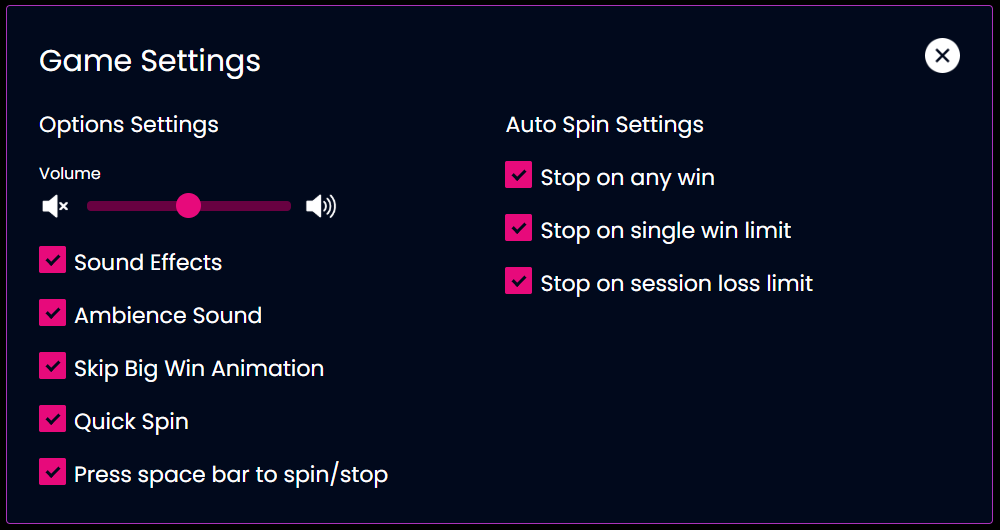 Game Settings
Options Settings
Volume
Sound Effects
Ambience Sound
Skip Big Win Animation
Quick Spin
Press space bar to spin/stop
Auto Spin Settings
Stop on any win
Stop on single win limit
Stop on session loss limit